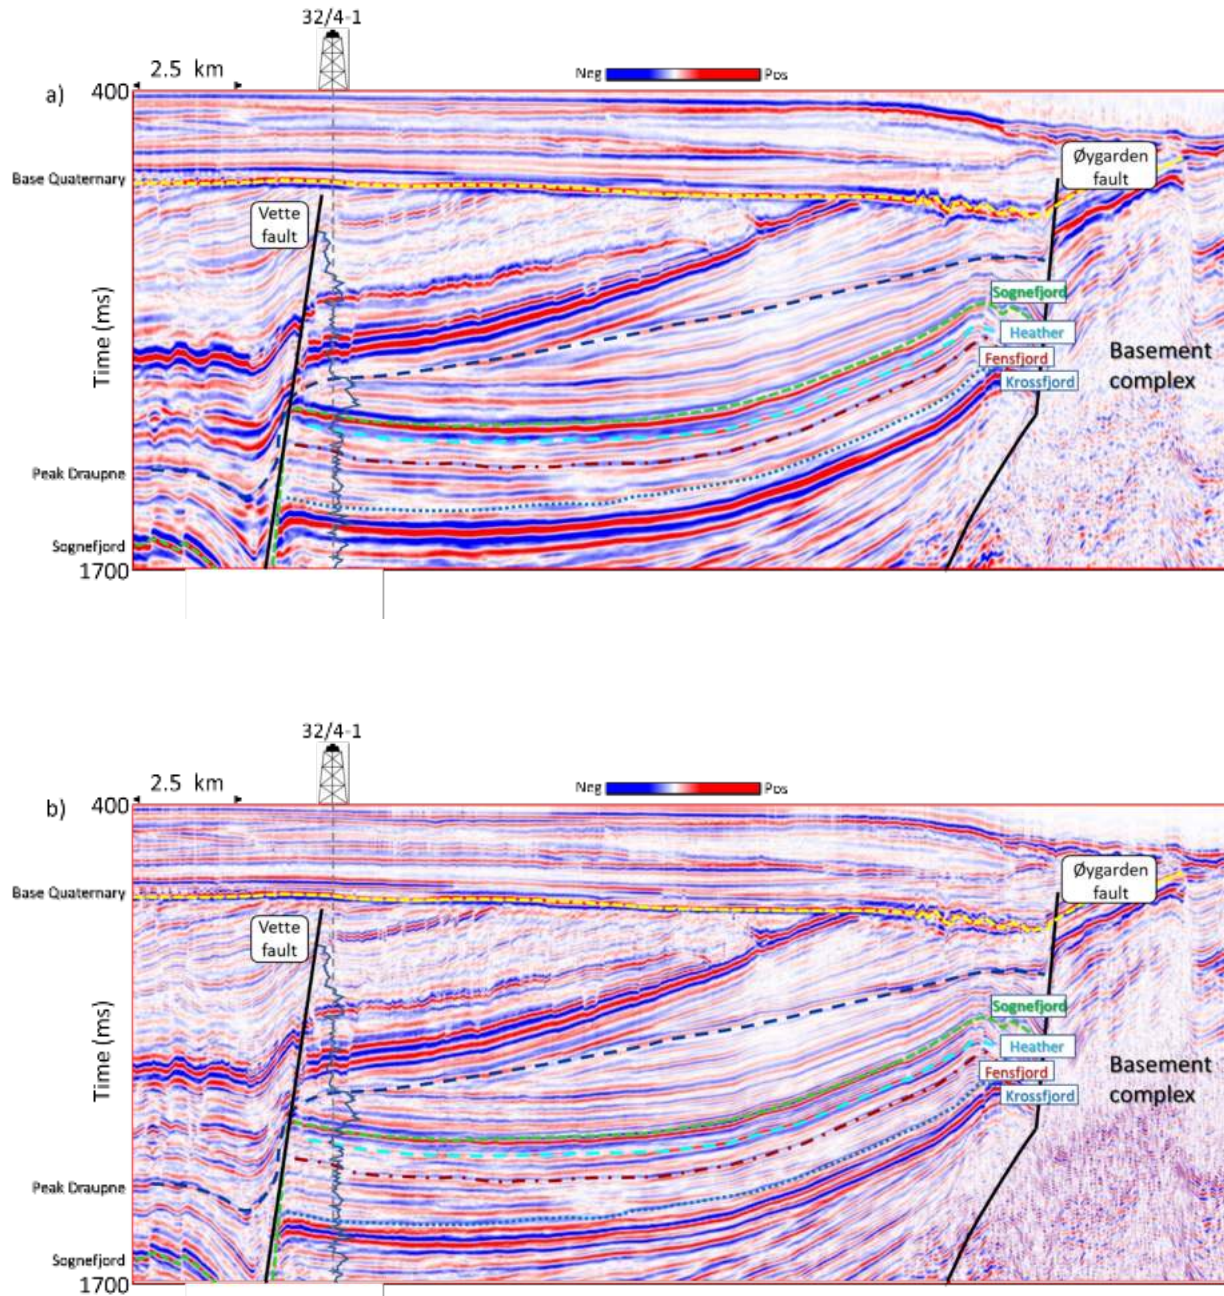 32/4-1
2.5 km
Neg Pos
a)
400
Øygarden
fault
Base Quaternary
Vette
fault
Sognefjord
Time (ms)
Heather
Fensfjord
Basement
complex
Krossfjord
Peak Draupne
Sognefjord
1700
32/4-1
2.5 km
Neg Pos
b)
400
Øygarden
fault
Base Quaternary
Vette
fault
Sognefjord
Time (ms)
Heather
Fensfjord
Basement
complex
Krossfjord
Peak Draupne
Sognefjord
1700